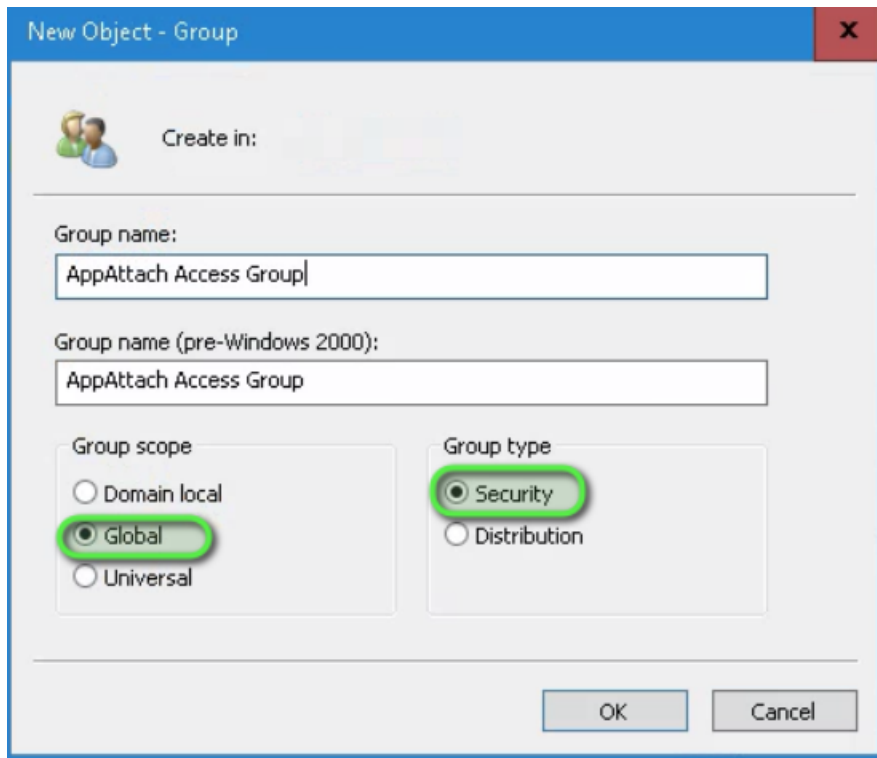 New Object - Group
x
Create in:
Group name:
AppAttach Access Group
Group name (pre-Windows 2000):
AppAttach Access Group
Group scope
Domain local
Global
Universal
Group type
Security
Distribution
OK
Cancel